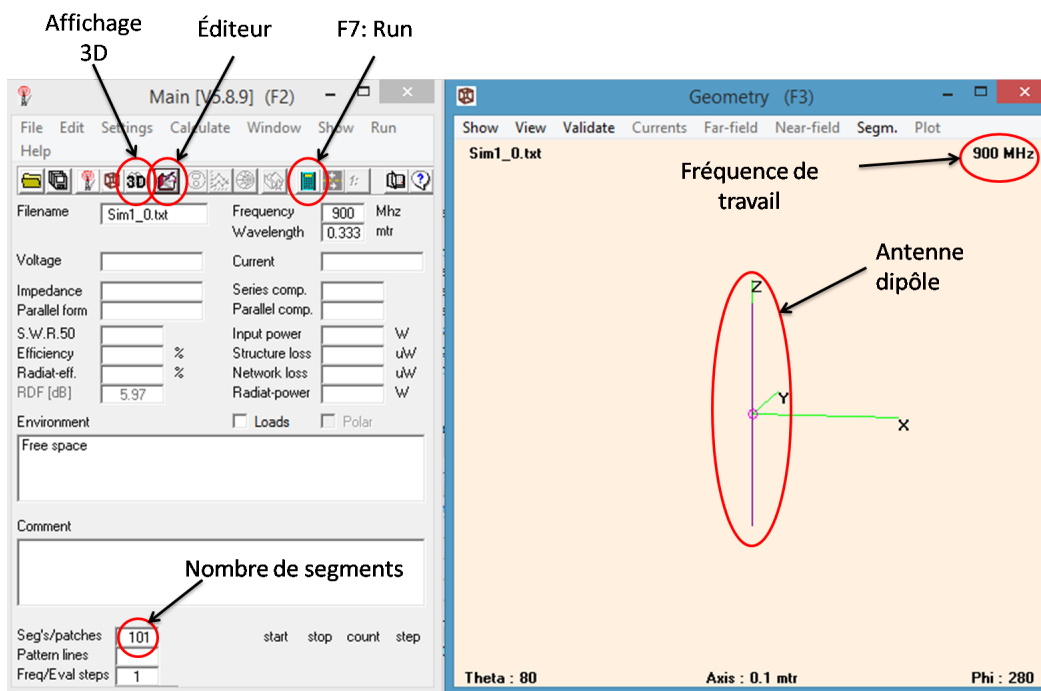 Affichage
3D
Éditeur
F7: Run
Main [V5.8.9] (F2)
File Edit Settings Calculate Window Show Run
Help
3D
Filename Sim1_0.txt Frequency 900 Mhz
Wavelength 0.333 mtr
Voltage Current
Impedance Series comp.
Parallel form Parallel comp.
S.W.R.50 Input power W
Efficiency % Structure loss uW
Radiat-eff. % Network loss uW
RDF [dB] 5.97 Radiat-power W
Environment Loads Polar
Free space
Comment
Nombre de segments
Seg's/patches 101 start stop count step
Pattern lines
Freq/Eval steps 1
Geometry (F3)
Show View Validate Currents Far-field Near-field Segm. Plot
Sim1_0.txt
900 MHz
Fréquence de
travail
Antenne
dipôle
Z
Y
X
Theta : 80 Axis : 0.1 mtr Phi : 280